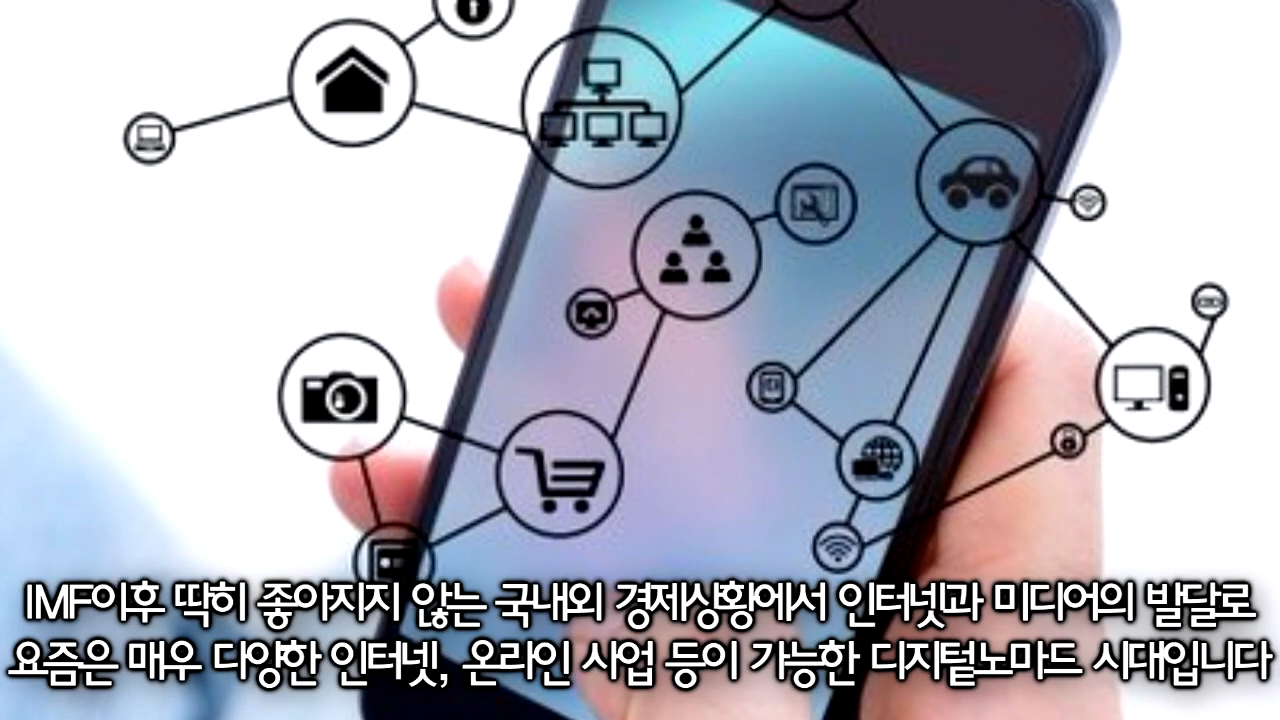 IMF이후 딱히 좋아지지 않는 국내외 경제상황에서 인터넷과 미디어의 발달로
요즘은 매우 다양한 인터넷, 온라인 사업 등이 가능한 디지털노마드 시대입니다